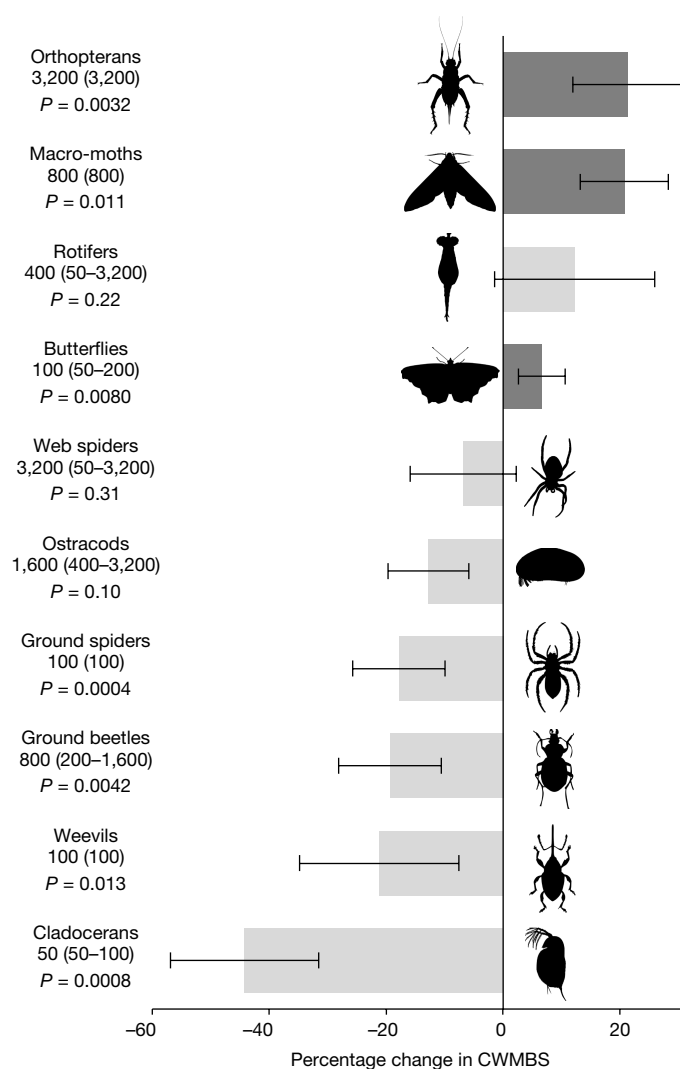 Orthopterans
3,200 (3,200)
P = 0.0032
Macro-moths
800 (800)
P = 0.011
Rotifers
400 (50–3,200)
P = 0.22
Butterflies
100 (50–200)
P = 0.0080
Web spiders
3,200 (50–3,200)
P = 0.31
Ostracods
1,600 (400–3,200)
P = 0.10
Ground spiders
100 (100)
P = 0.0004
Ground beetles
800 (200–1,600)
P = 0.0042
Weevils
100 (100)
P = 0.013
Cladocerans
50 (50–100)
P = 0.0008
–60 –40 –20 0 20
Percentage change in CWMBS